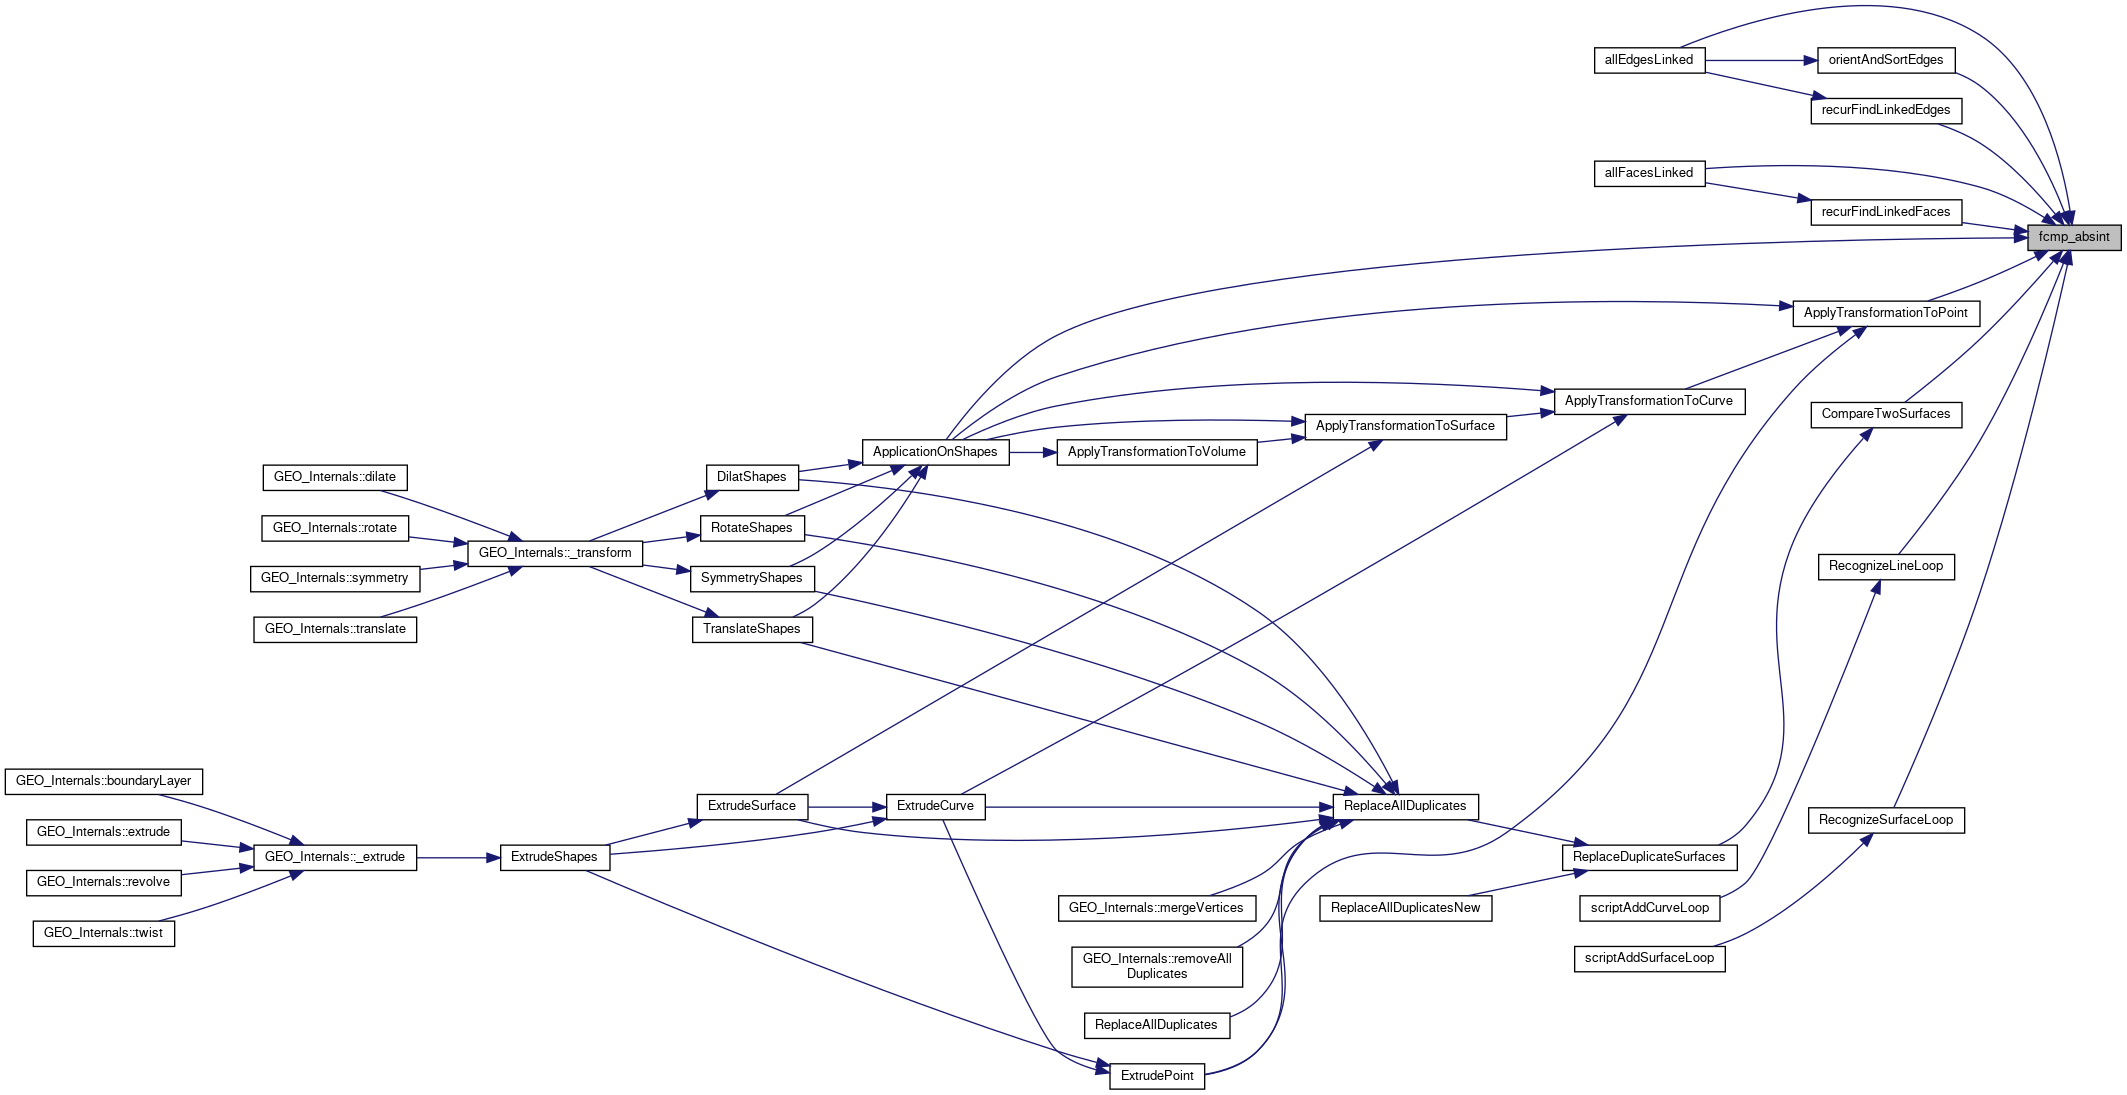 allEdgesLinked
orientAndSortEdges
recurFindLinkedEdges
allFacesLinked
recurFindLinkedFaces
fcmp_absint
ApplyTransformationToPoint
ApplyTransformationToCurve
CompareTwoSurfaces
ApplyTransformationToSurface
ApplicationOnShapes
ApplyTransformationToVolume
GEO_Internals::dilate
DilatShapes
GEO_Internals::rotate
RotateShapes
GEO_Internals::_transform
RecognizeLineLoop
GEO_Internals::symmetry
SymmetryShapes
GEO_Internals::translate
TranslateShapes
GEO_Internals::boundaryLayer
ExtrudeSurface
ExtrudeCurve
ReplaceAllDuplicates
RecognizeSurfaceLoop
GEO_Internals::extrude
GEO_Internals::_extrude
ExtrudeShapes
ReplaceDuplicateSurfaces
GEO_Internals::revolve
GEO_Internals::mergeVertices
ReplaceAllDuplicatesNew
scriptAddCurveLoop
GEO_Internals::twist
GEO_Internals::removeAll
Duplicates
scriptAddSurfaceLoop
ReplaceAllDuplicates
ExtrudePoint